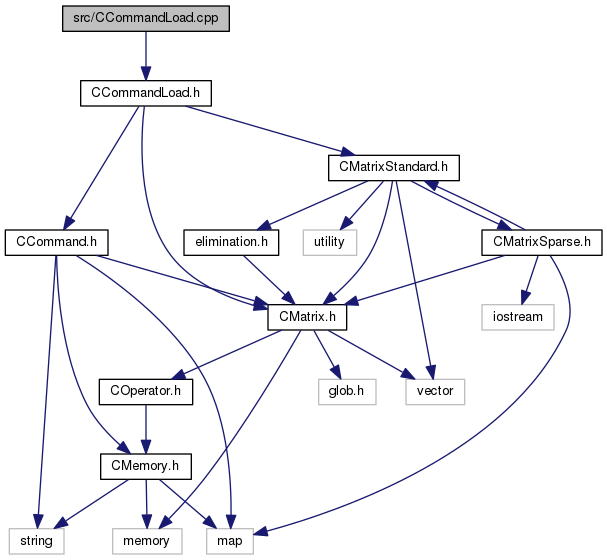 src/CCommandLoad.cpp
CCommandLoad.h
CMatrixStandard.h
CCommand.h
elimination.h
utility
CMatrixSparse.h
CMatrix.h
iostream
COperator.h
glob.h
vector
CMemory.h
string
memory
map